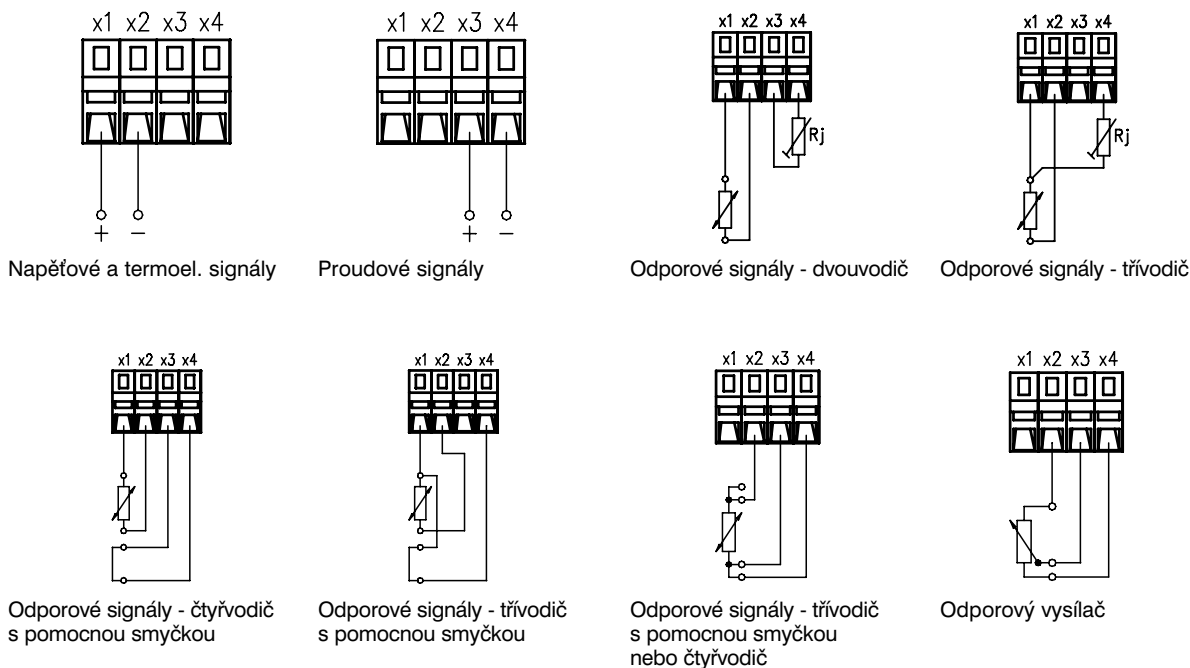 x1 x2 x3 x4
+ −
Napěťové a termoel. signály
x1 x2 x3 x4
+ −
Proudové signály
x1 x2 x3 x4
Rj
Odporové signály - dvouvodič
x1 x2 x3 x4
Rj
Odporové signály - třívodič
x1 x2 x3 x4
Odporové signály - čtyřvodič
s pomocnou smyčkou
x1 x2 x3 x4
Odporové signály - třívodič
s pomocnou smyčkou
x1 x2 x3 x4
Odporové signály - třívodič
s pomocnou smyčkou
nebo čtyřvodič
x1 x2 x3 x4
Odporový vysílač